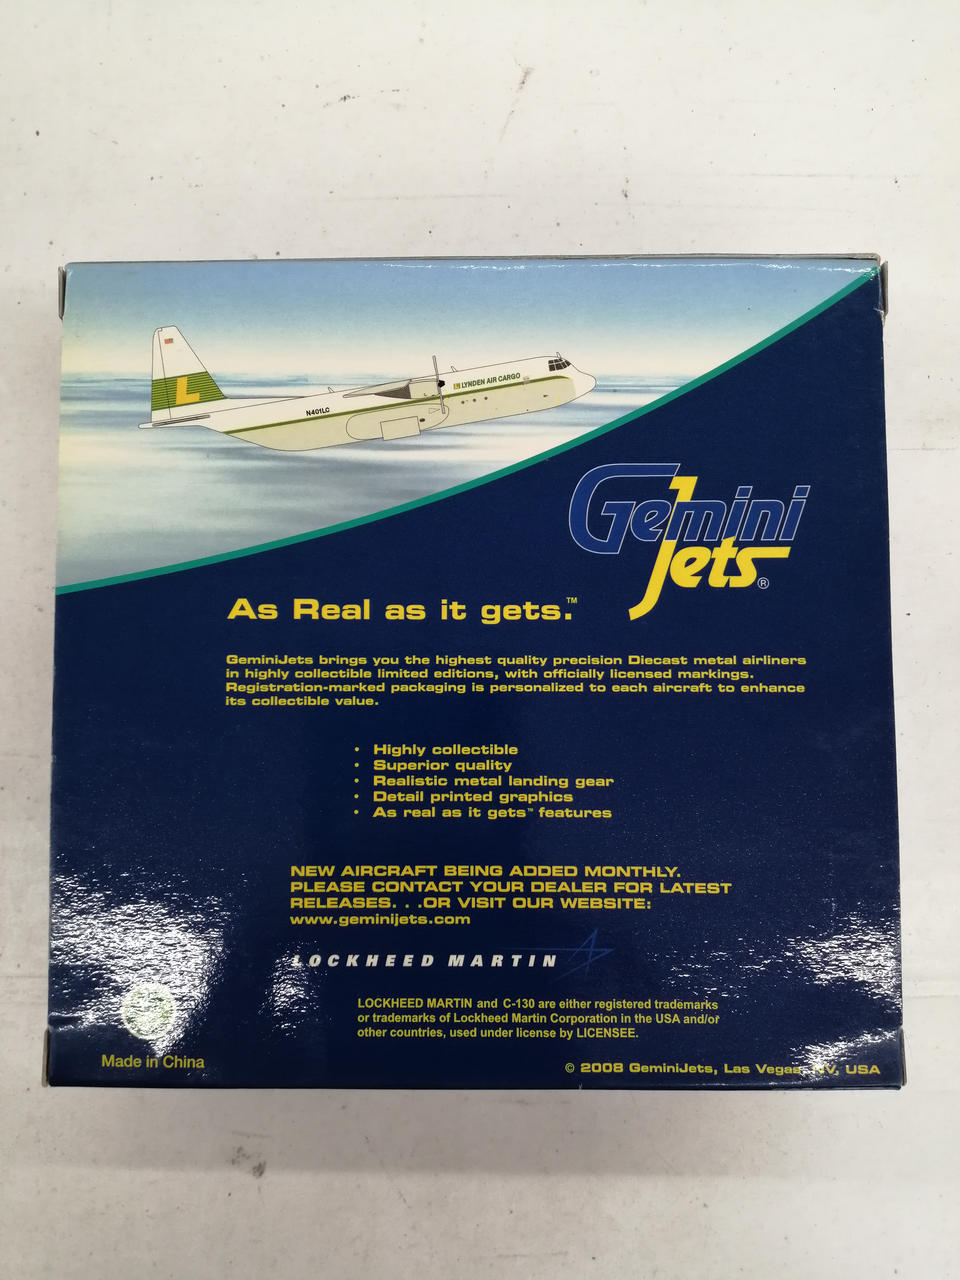 L
N401LC
L LYNDEN AIR CARGO
Gemini
Jets®
As Real as it gets.™
GeminiJets brings you the highest quality precision Diecast metal airliners
in highly collectible limited editions, with officially licensed markings.
Registration-marked packaging is personalized to each aircraft to enhance
its collectible value.
• Highly collectible
• Superior quality
• Realistic metal landing gear
• Detail printed graphics
• As real as it gets™ features
NEW AIRCRAFT BEING ADDED MONTHLY.
PLEASE CONTACT YOUR DEALER FOR LATEST
RELEASES. . .OR VISIT OUR WEBSITE:
www.geminijets.com
LOCKHEED MARTIN
LOCKHEED MARTIN and C-130 are either registered trademarks
or trademarks of Lockheed Martin Corporation in the USA and/or
other countries, used under license by LICENSEE.
Made in China
© 2008 GeminiJets, Las Vegas, NV, USA